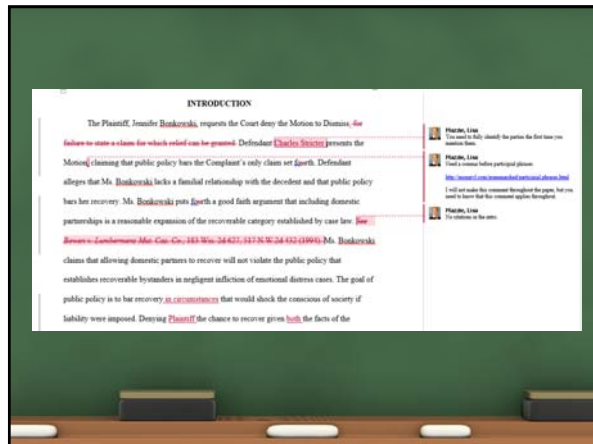 INTRODUCTION
The Plaintiff, Jennifer Bonkowski, requests the Court deny the Motion to Dismiss. for
failure to state a claim for which relief can be granted. Defendant Charles Stricter presents the
Motion, claiming that public policy bars the Complaint's only claim set fourth. Defendant
alleges that Ms. Bonkowski lacks a familial relationship with the decedent and that public policy
bars her recovery. Ms. Bonkowski puts fourth a good faith argument that including domestic
partnerships is a reasonable expansion of the recoverable category established by case law. See
Bowen v. Lumbermens Mut. Cas. Co., 183 Wis. 2d 627, 517 N.W.2d 432 (1994). Ms. Bonkowski
claims that allowing domestic partners to recover will not violate the public policy that
establishes recoverable bystanders in negligent infliction of emotional distress cases. The goal of
public policy is to bar recovery in circumstances that would shock the conscious of society if
liability were imposed. Denying Plaintiff the chance to recover given both the facts of the
Mazzie, Lisa
You need to fully identify the parties the first time you
mention them.
Mazzie, Lisa
Need a comma before participial phrases.
I will not make this comment throughout the paper, but you
need to know that this comment applies throughout.
Mazzie, Lisa
No citations in the intro.